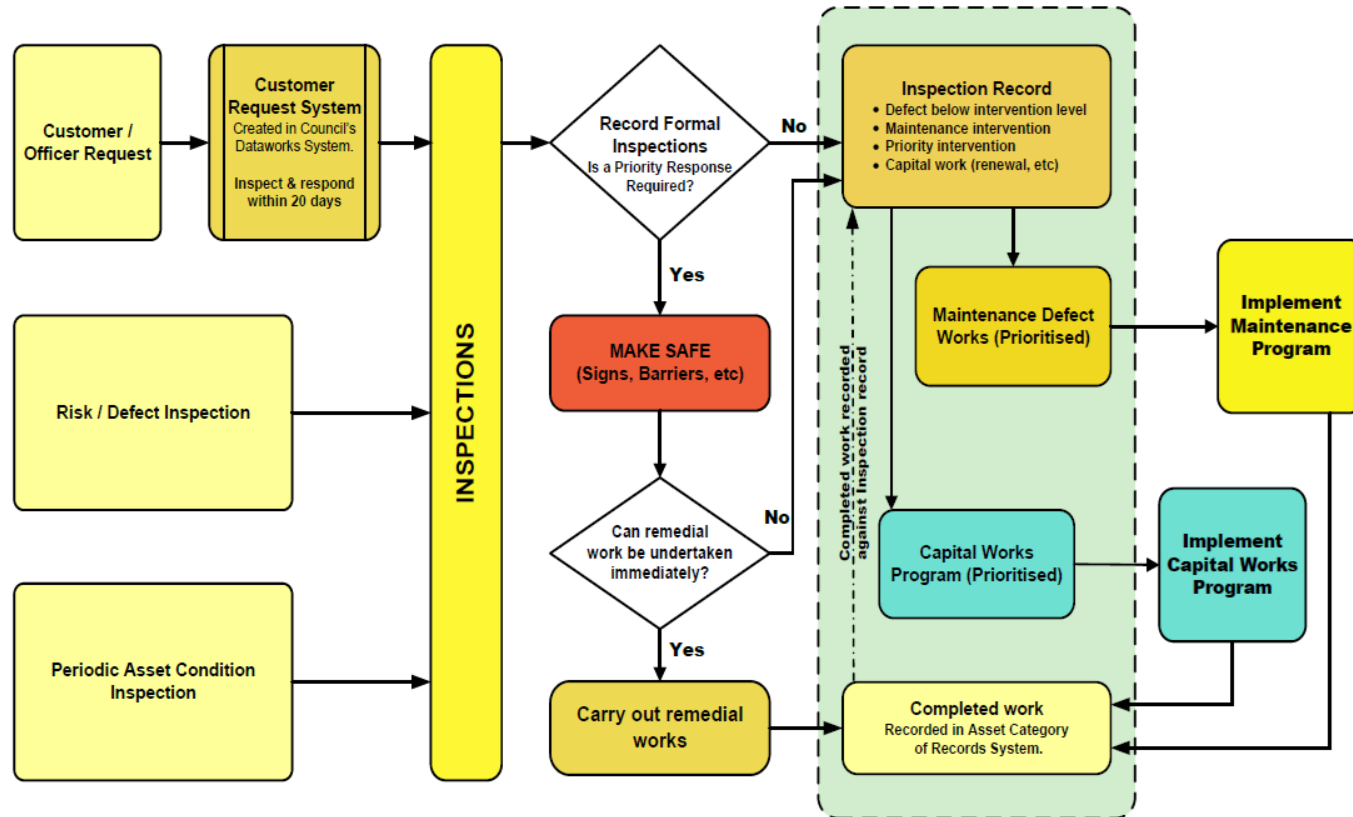 Customer /
Officer Request
Customer
Request System
Created in Council's
Dataworks System.
Inspect & respond
within 20 days
Risk / Defect Inspection
Periodic Asset Condition
Inspection
INSPECTIONS
Record Formal
Inspections
Is a Priority Response
Required?
No
Yes
MAKE SAFE
(Signs, Barriers, etc)
Can remedial
work be undertaken
immediately?
No
Yes
Carry out remedial
works
Inspection Record
• Defect below intervention level
• Maintenance intervention
• Priority intervention
• Capital work (renewal, etc)
Maintenance Defect
Works (Prioritised)
Implement
Maintenance
Program
Completed work recorded
against Inspection record
Capital Works
Program (Prioritised)
Implement
Capital Works
Program
Completed work
Recorded in Asset Category
of Records System.